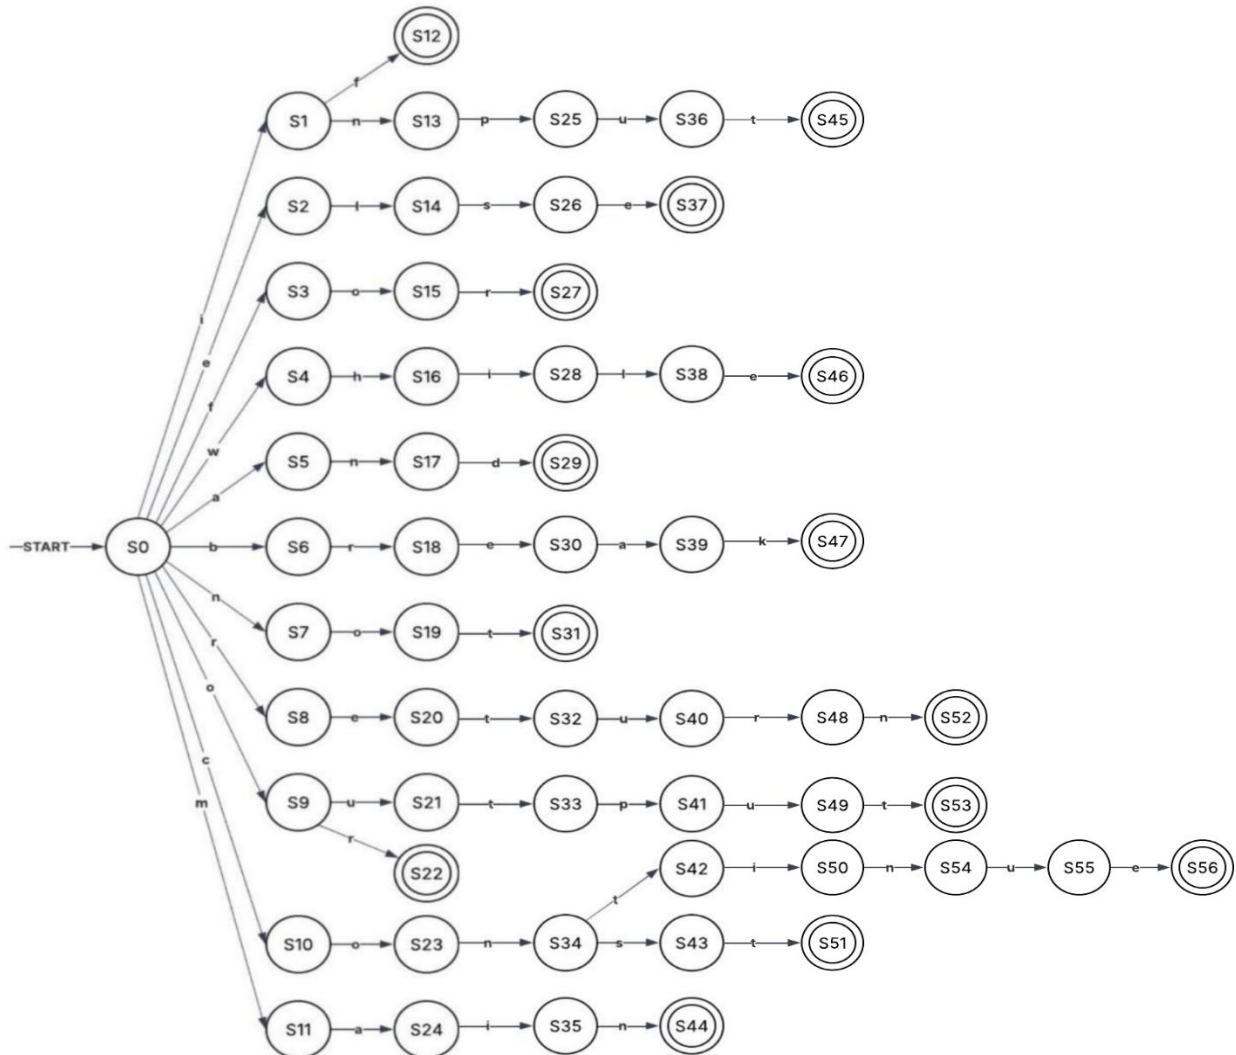 S12
f
S1 n S13 p S25 u S36 t S45
S2 l S14 s S26 e S37
S3 o S15 r S27
i
S4 h S16 i S28 l S38 e S46
e
f
w
S5 n S17 d S29
a
START S0 b S6 r S18 e S30 a S39 k S47
n
S7 o S19 t S31
r
o
S8 e S20 t S32 u S40 r S48 n S52
c
m
S9 u S21 t S33 p S41 u S49 t S53
r
S22
S42 i S50 n S54 u S55 e S56
t
S10 o S23 n S34 s S43 t S51
S11 a S24 i S35 n S44